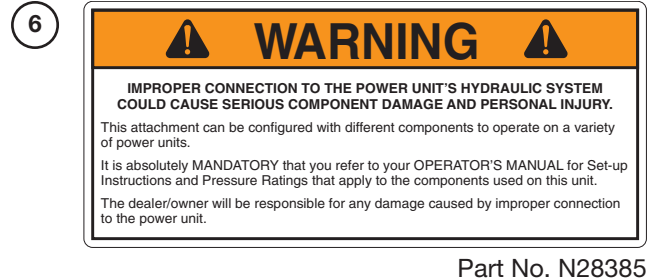 6
WARNING
IMPROPER CONNECTION TO THE POWER UNIT'S HYDRAULIC SYSTEM
COULD CAUSE SERIOUS COMPONENT DAMAGE AND PERSONAL INJURY.
This attachment can be configured with different components to operate on a variety
of power units.
It is absolutely MANDATORY that you refer to your OPERATOR'S MANUAL for Set-up
Instructions and Pressure Ratings that apply to the components used on this unit.
The dealer/owner will be responsible for any damage caused by improper connection
to the power unit.
Part No. N28385